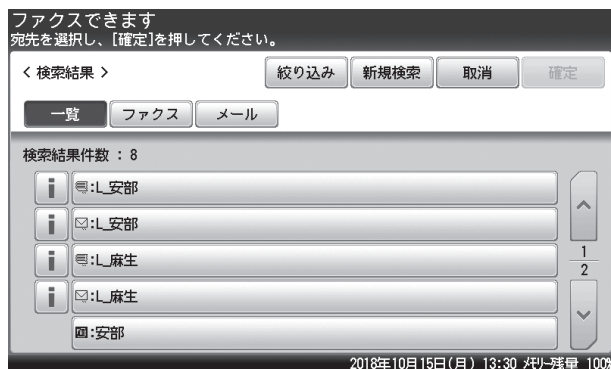 ファクスできます
宛先を選択し、[確定]を押してください。
< 検索結果 >
絞り込み 新規検索 取消 確定
一覧 ファクス メール
検索結果件数 : 8
i :L_安部
i :L_安部
i :L_麻生
i :L_麻生
:安部
1
2
2018年10月15日(月) 13:30 メモリー残量 100%